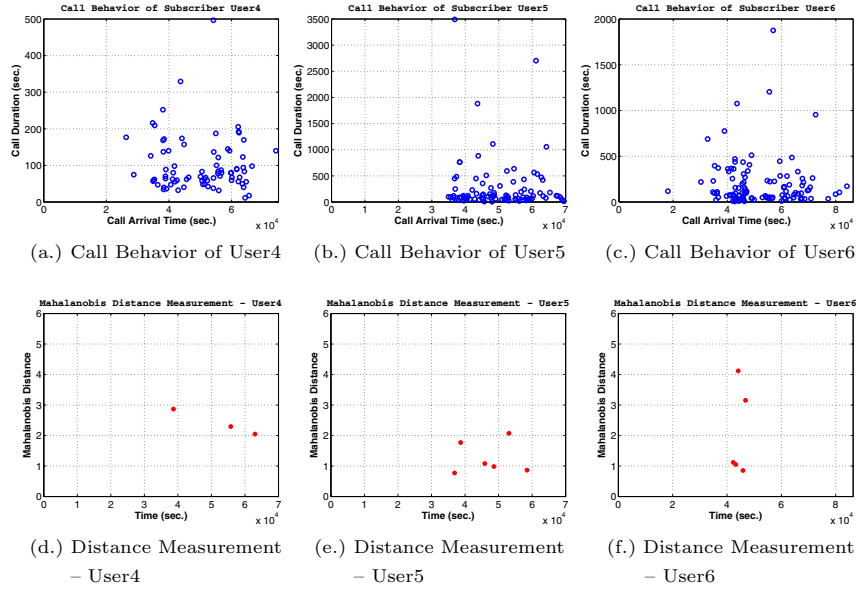 Call Behavior of Subscriber User4
Call Duration (sec.)
500
400
300
200
100
0
0 2 4 6
x 10^4
Call Arrival Time (sec.)
(a.) Call Behavior of User4
Call Behavior of Subscriber User5
Call Duration (sec.)
3500
3000
2500
2000
1500
1000
500
0
0 1 2 3 4 5 6 7
x 10^4
Call Arrival Time (sec.)
(b.) Call Behavior of User5
Call Behavior of Subscriber User6
Call Duration (sec.)
2000
1500
1000
500
0
0 2 4 6 8
x 10^4
Call Arrival Time (sec.)
(c.) Call Behavior of User6
Mahalanobis Distance Measurement - User4
Mahalanobis Distance
6
5
4
3
2
1
0
0 1 2 3 4 5 6 7
x 10^4
Time (sec.)
(d.) Distance Measurement
– User4
Mahalanobis Distance Measurement - User5
Mahalanobis Distance
6
5
4
3
2
1
0
0 1 2 3 4 5 6 7
x 10^4
Time (sec.)
(e.) Distance Measurement
– User5
Mahalanobis Distance Measurement - User6
Mahalanobis Distance
6
5
4
3
2
1
0
0 2 4 6 8
x 10^4
Time (sec.)
(f.) Distance Measurement
– User6